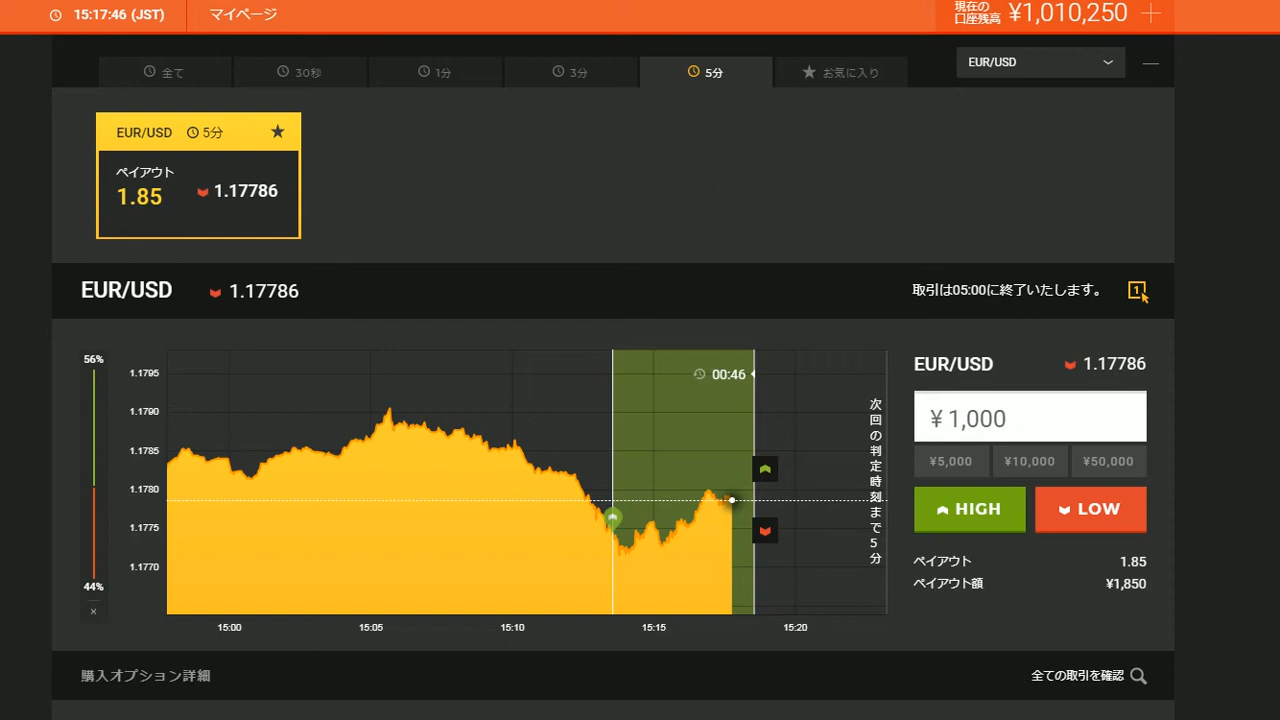 15:17:46 (JST)
マイページ
現在の
口座残高
¥1,010,250
全て
30秒
1分
3分
5分
お気に入り
EUR/USD
EUR/USD 5分
ペイアウト
1.85
1.17786
EUR/USD
1.17786
取引は05:00に終了いたします。
1
56%
44%
×
1.1795
1.1790
1.1785
1.1780
1.1775
1.1770
00:46
次回の判定時刻まで5分
15:00
15:05
15:10
15:15
15:20
EUR/USD
1.17786
¥ 1,000
¥5,000
¥10,000
¥50,000
HIGH
LOW
ペイアウト 1.85
ペイアウト額 ¥1,850
購入オプション詳細
全ての取引を確認